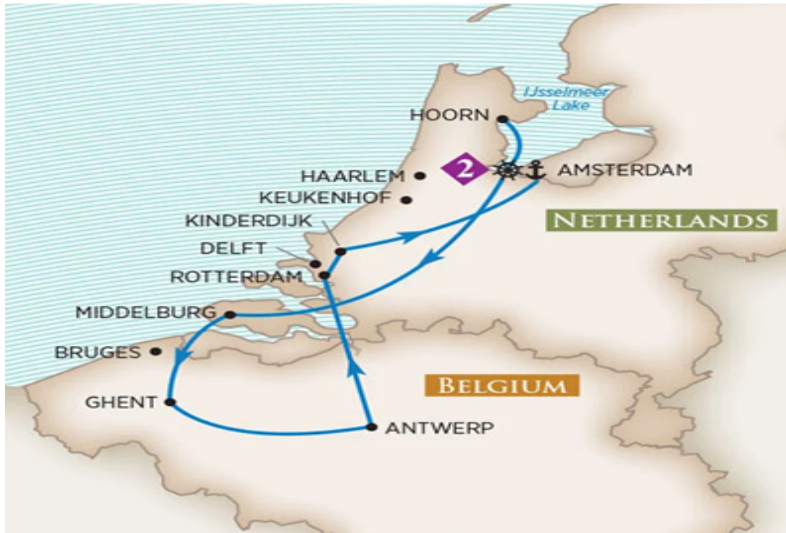 IJsselmeer
Lake
HOORN
2
AMSTERDAM
HAARLEM
KEUKENHOF
NETHERLANDS
KINDERDIJK
DELFT
ROTTERDAM
MIDDELBURG
BRUGES
BELGIUM
GHENT
ANTWERP